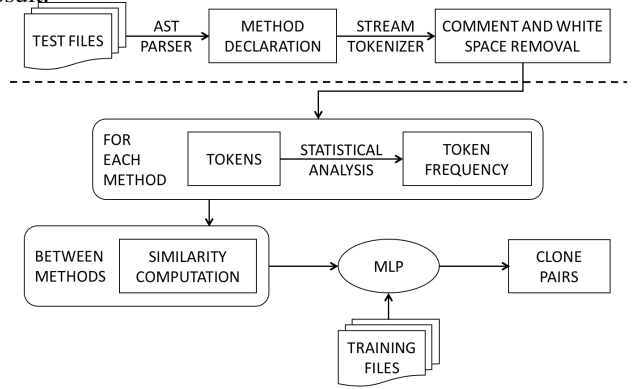 result.
TEST FILES
AST
PARSER
METHOD
DECLARATION
STREAM
TOKENIZER
COMMENT AND WHITE
SPACE REMOVAL
FOR
EACH
METHOD
TOKENS
STATISTICAL
ANALYSIS
TOKEN
FREQUENCY
BETWEEN
METHODS
SIMILARITY
COMPUTATION
MLP
CLONE
PAIRS
TRAINING
FILES